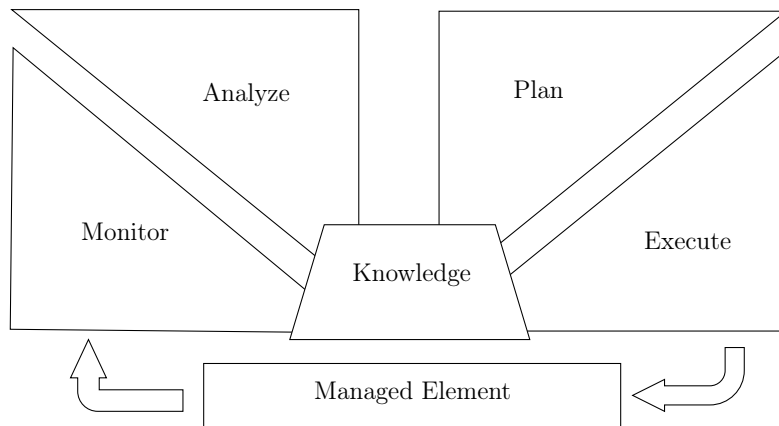 Analyze
Plan
Monitor
Execute
Knowledge
Managed Element